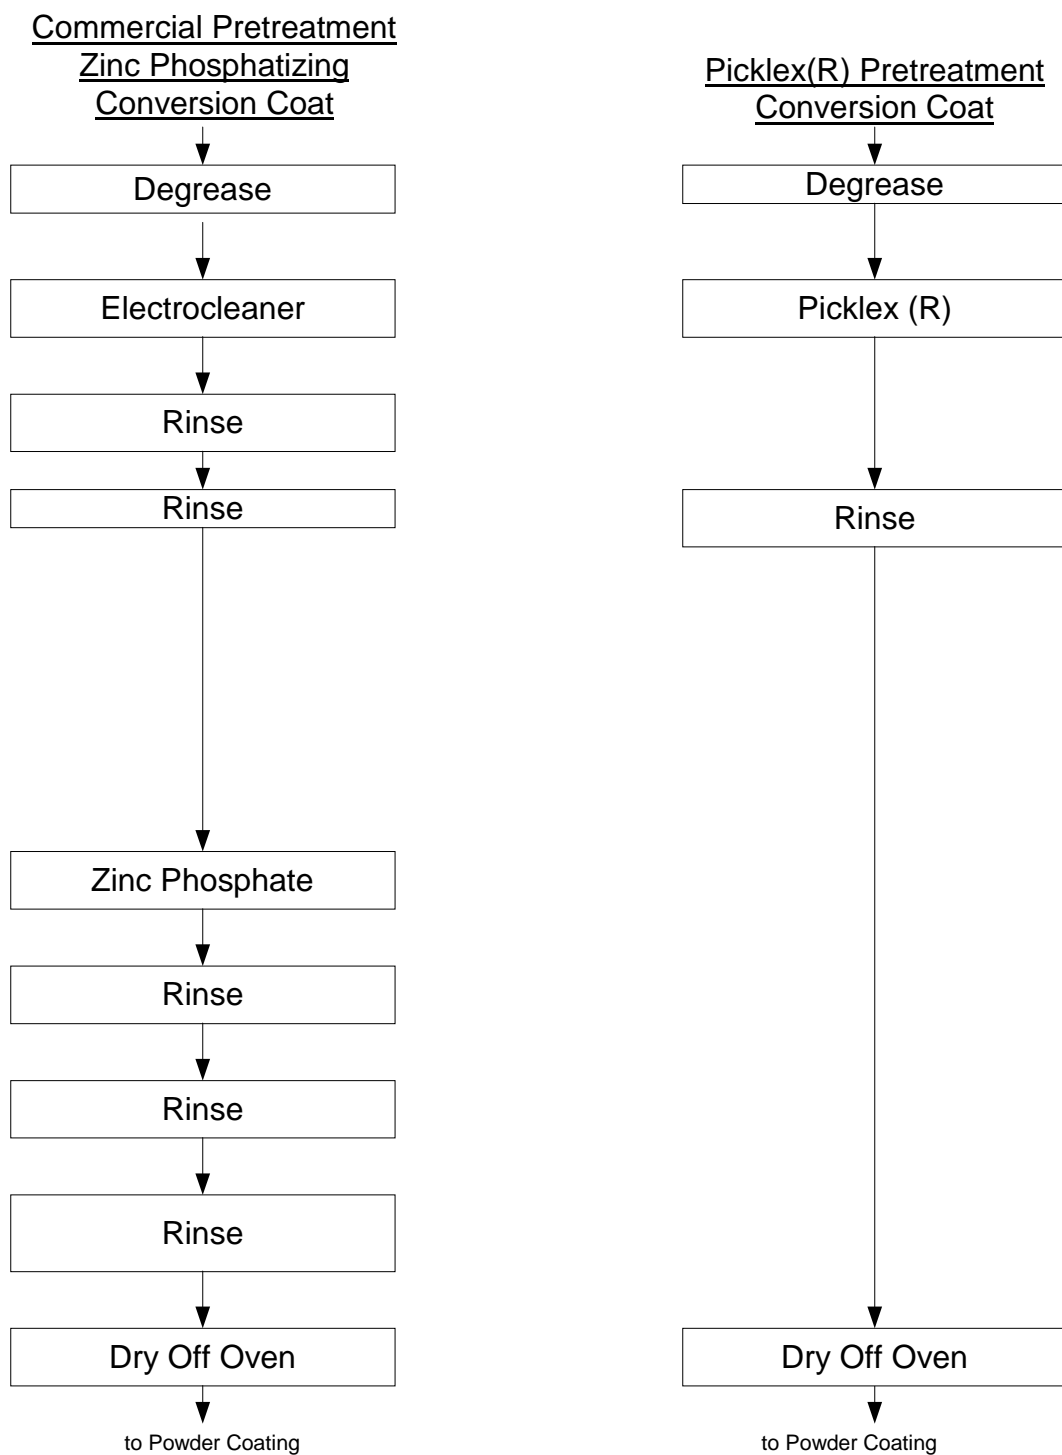 Commercial Pretreatment
Zinc Phosphatizing
Conversion Coat
Degrease
Electrocleaner
Rinse
Rinse
Zinc Phosphate
Rinse
Rinse
Rinse
Dry Off Oven
to Powder Coating
Picklex(R) Pretreatment
Conversion Coat
Degrease
Picklex (R)
Rinse
Dry Off Oven
to Powder Coating